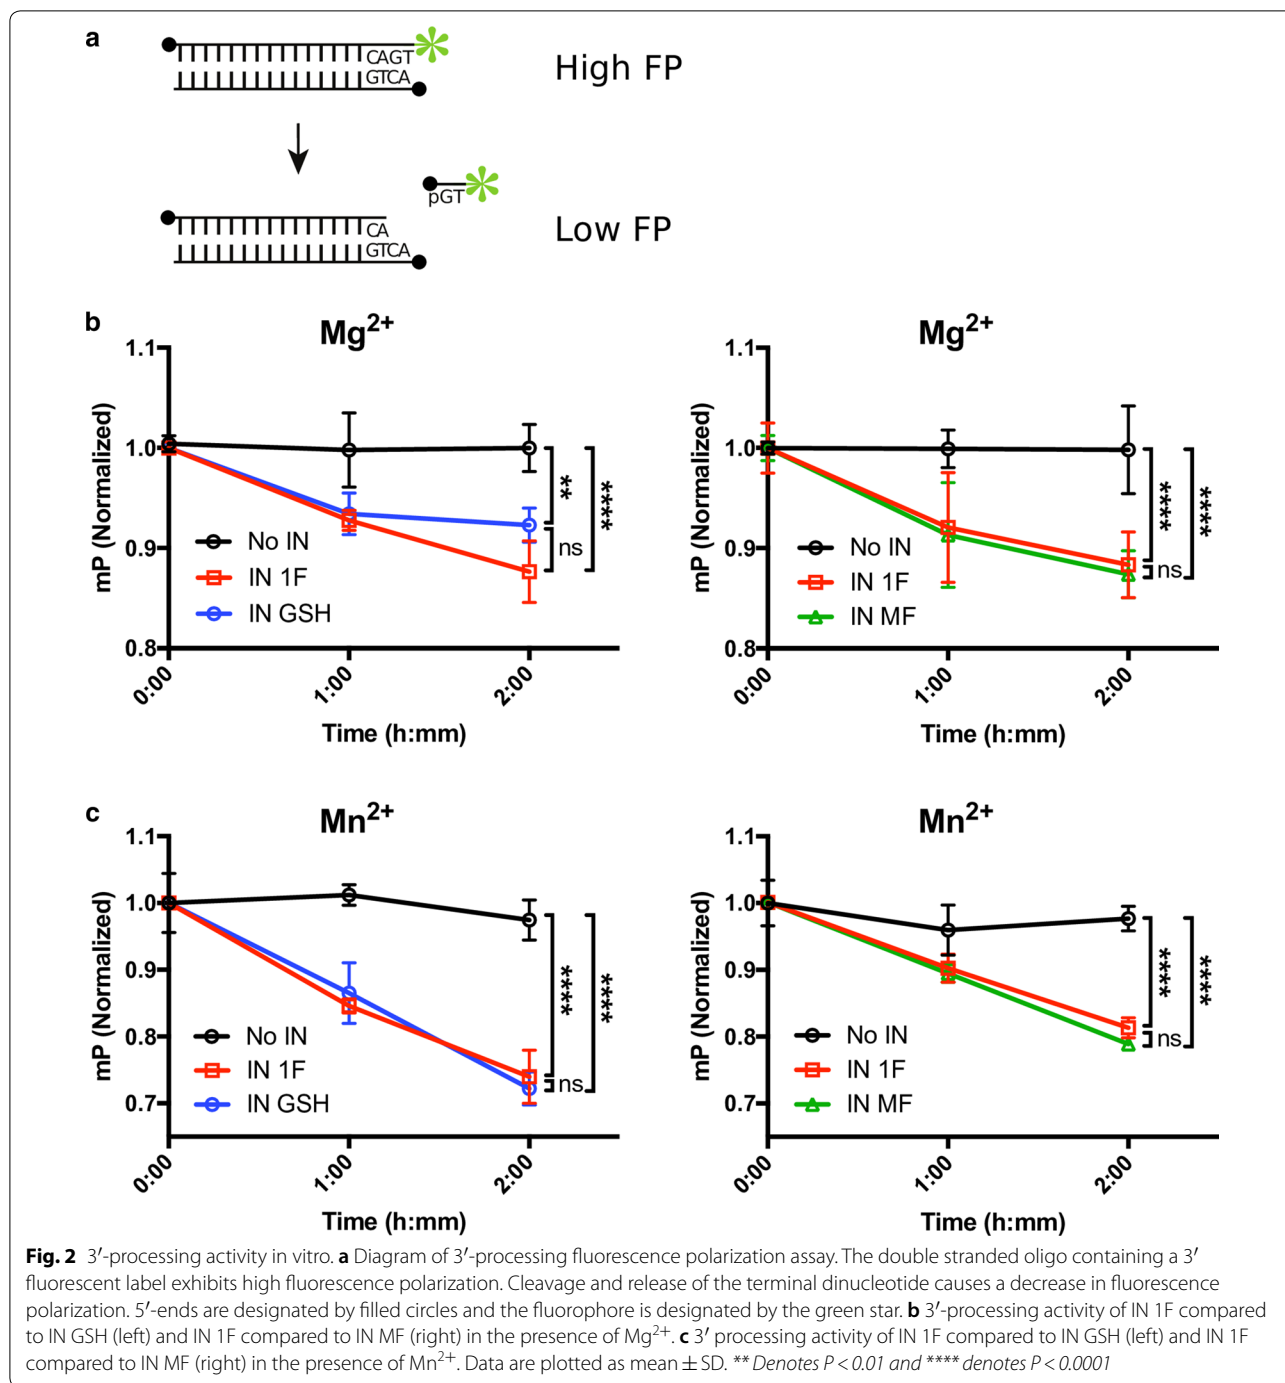 a
CAGT
GTCA
High FP
pGT
CA
GTCA
Low FP
b
Mg2+
1.1
1.0
0.9
0.8
mP (Normalized)
No IN
IN 1F
IN GSH
**
****
ns
0:00
1:00
2:00
Time (h:mm)
Mg2+
1.1
1.0
0.9
0.8
mP (Normalized)
No IN
IN 1F
IN MF
****
****
ns
0:00
1:00
2:00
Time (h:mm)
c
Mn2+
1.1
1.0
0.9
0.8
0.7
mP (Normalized)
No IN
IN 1F
IN GSH
****
****
ns
0:00
1:00
2:00
Time (h:mm)
Mn2+
1.1
1.0
0.9
0.8
0.7
mP (Normalized)
No IN
IN 1F
IN MF
****
****
ns
0:00
1:00
2:00
Time (h:mm)
Fig. 2 3′-processing activity in vitro. a Diagram of 3′-processing fluorescence polarization assay. The double stranded oligo containing a 3′
fluorescent label exhibits high fluorescence polarization. Cleavage and release of the terminal dinucleotide causes a decrease in fluorescence
polarization. 5′-ends are designated by filled circles and the fluorophore is designated by the green star. b 3′-processing activity of IN 1F compared
to IN GSH (left) and IN 1F compared to IN MF (right) in the presence of Mg2+. c 3′ processing activity of IN 1F compared to IN GSH (left) and IN 1F
compared to IN MF (right) in the presence of Mn2+. Data are plotted as mean ± SD. ** Denotes P < 0.01 and **** denotes P < 0.0001